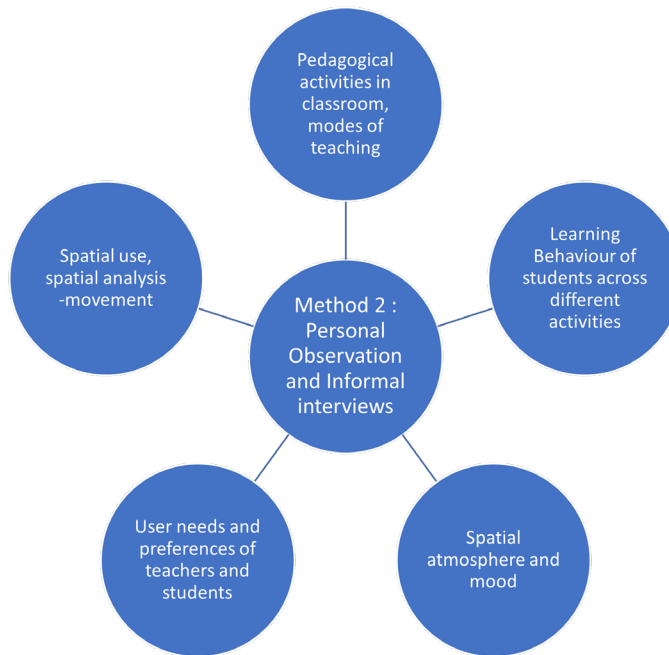 Pedagogical
activities in
classroom,
modes of
teaching
Spatial use,
spatial analysis
-movement
Learning
Behaviour of
students across
different
activities
Method 2 :
Personal
Observation
and Informal
interviews
User needs and
preferences of
teachers and
students
Spatial
atmosphere and
mood